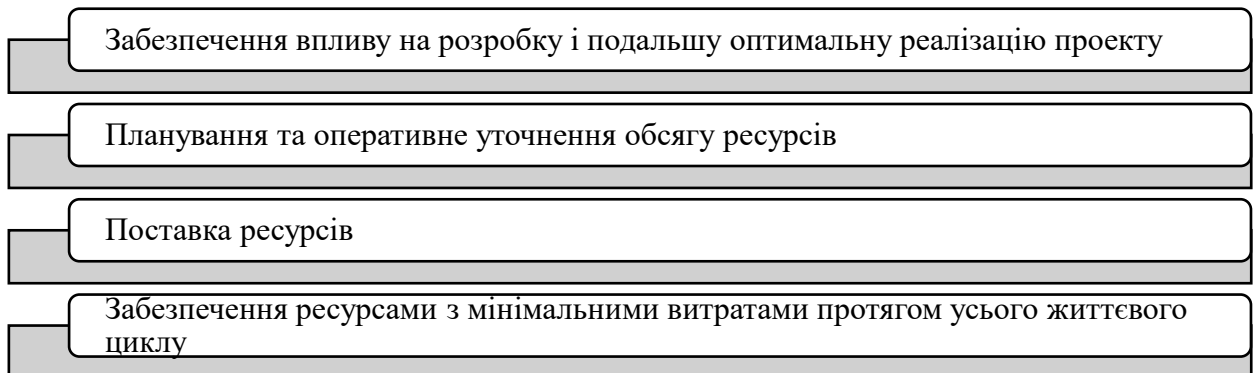 Забезпечення впливу на розробку і подальшу оптимальну реалізацію проекту
Планування та оперативне уточнення обсягу ресурсів
Поставка ресурсів
Забезпечення ресурсами з мінімальними витратами протягом усього життєвого
циклу